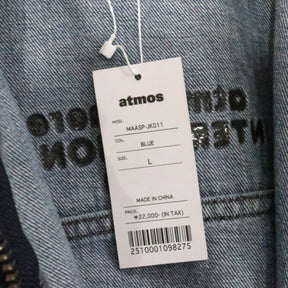 atmos
MOD.
MAASP-JK011
COL.
BLUE
SIZE.
L
MADE IN CHINA
PRICE.
¥22,000- (IN TAX)
2510001098275